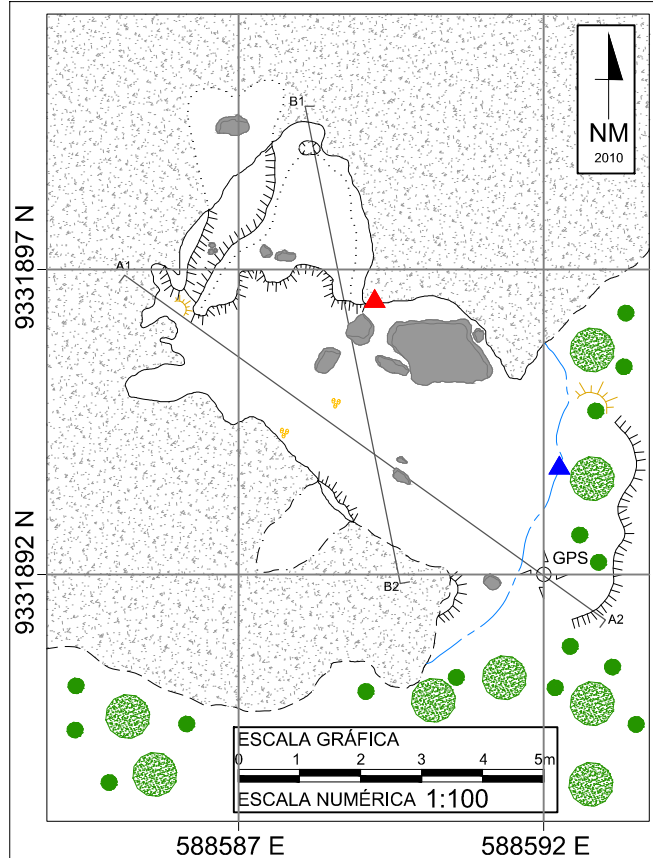 NM
2010
B1
A1
9331897 N
9331892 N
GPS
B2
A2
ESCALA GRÁFICA
0 1 2 3 4 5m
ESCALA NUMÉRICA 1:100
588587 E
588592 E